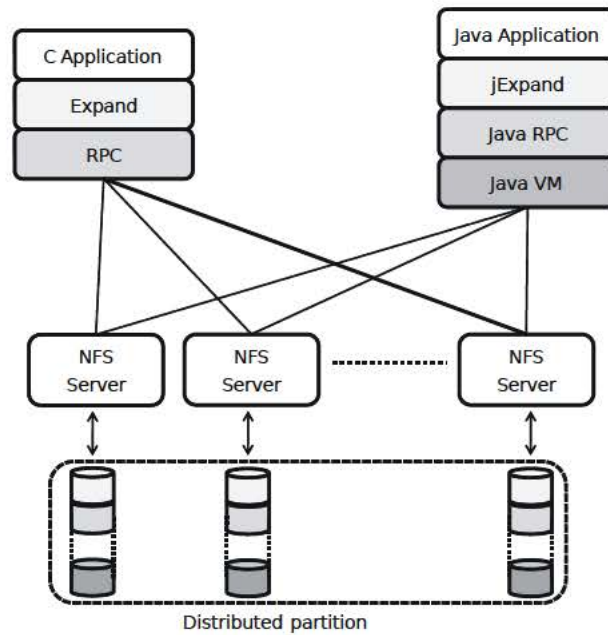 C Application
Expand
RPC
Java Application
jExpand
Java RPC
Java VM
NFS
Server
NFS
Server
NFS
Server
Distributed partition